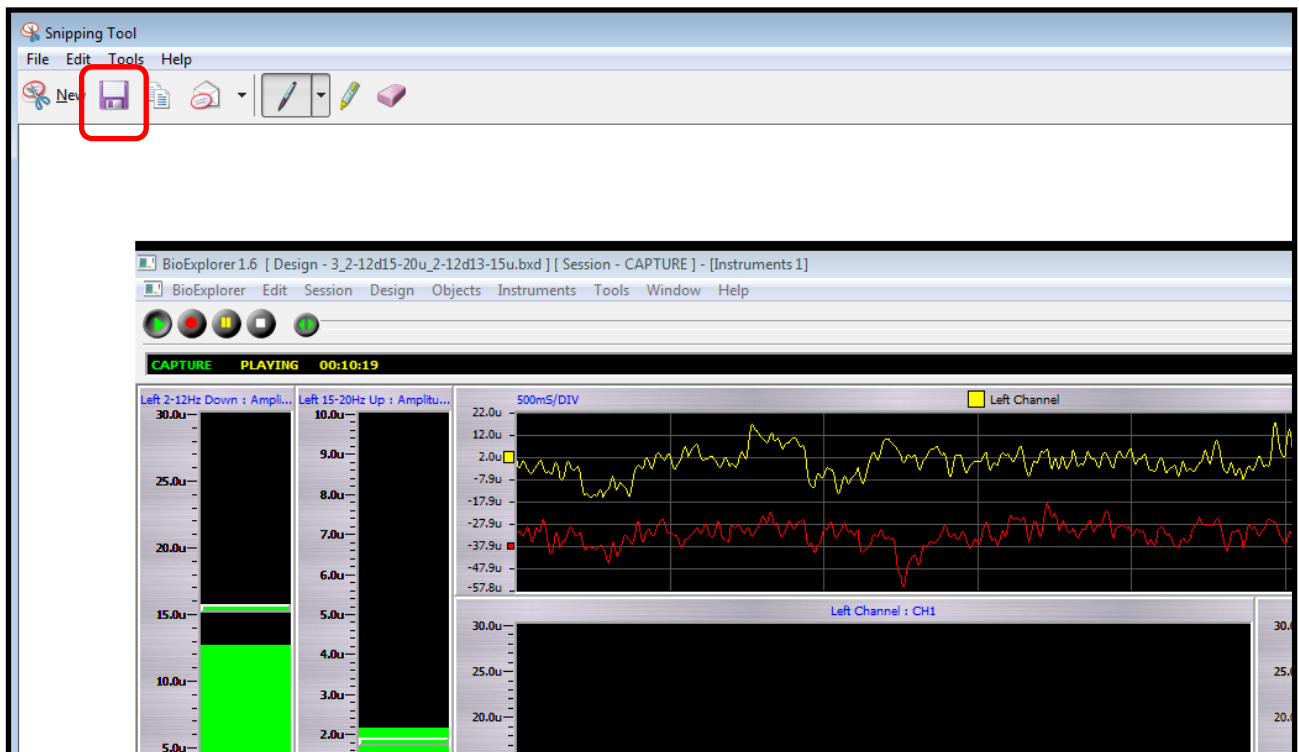 Snipping Tool
File Edit Tools Help
New
BioExplorer 1.6 [ Design - 3_2-12d15-20u_2-12d13-15u.bxd ] [ Session - CAPTURE ] - [Instruments 1]
BioExplorer Edit Session Design Objects Instruments Tools Window Help
CAPTURE PLAYING 00:10:19
Left 2-12Hz Down : Ampli...
30.0u
25.0u
20.0u
15.0u
10.0u
5.0u
Left 15-20Hz Up : Amplitu...
10.0u
9.0u
8.0u
7.0u
6.0u
5.0u
4.0u
3.0u
2.0u
500mS/DIV Left Channel
22.0u
12.0u
2.0u
-7.9u
-17.9u
-27.9u
-37.9u
-47.9u
-57.8u
Left Channel : CH1
30.0u
25.0u
20.0u
30.
25.
20.